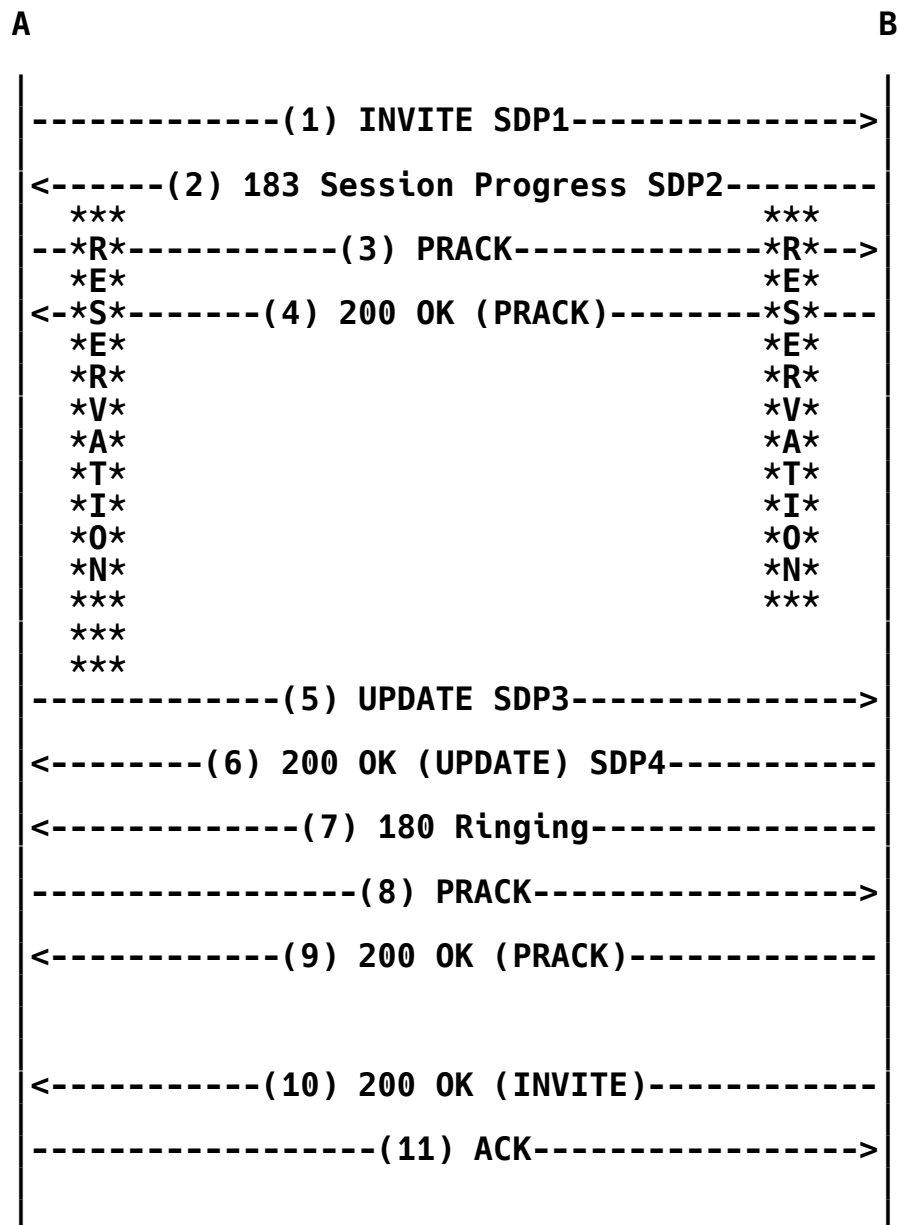 A                                            B

|                                            |
|-------------(1) INVITE SDP1--------------->|
|                                            |
|<------(2) 183 Session Progress SDP2--------|
|  ***                                 ***   |
|--*R*-----------(3) PRACK-------------*R*-->|
|  *E*                                 *E*   |
|<-*S*-------(4) 200 OK (PRACK)--------*S*---|
|  *E*                                 *E*   |
|  *R*                                 *R*   |
|  *V*                                 *V*   |
|  *A*                                 *A*   |
|  *T*                                 *T*   |
|  *I*                                 *I*   |
|  *O*                                 *O*   |
|  *N*                                 *N*   |
|  ***                                 ***   |
|  ***                                       |
|  ***                                       |
|-------------(5) UPDATE SDP3--------------->|
|                                            |
|<--------(6) 200 OK (UPDATE) SDP4-----------|
|                                            |
|<-------------(7) 180 Ringing---------------|
|                                            |
|-----------------(8) PRACK----------------->|
|                                            |
|<------------(9) 200 OK (PRACK)-------------|
|                                            |
|                                            |
|                                            |
|<-----------(10) 200 OK (INVITE)------------|
|                                            |
|------------------(11) ACK----------------->|
|                                            |
|                                            |